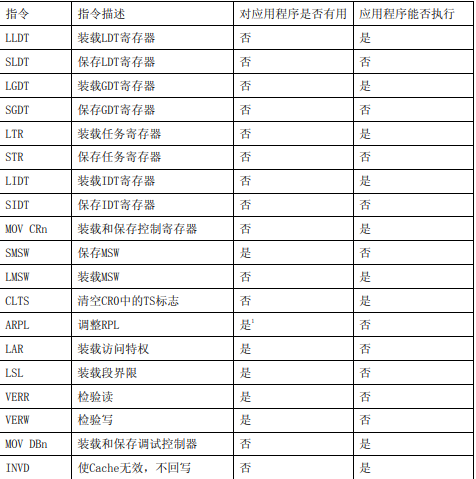 指令 指令描述 对应用程序是否有用 应用程序能否执行
LLDT 装载LDT寄存器 否 是
SLDT 保存LDT寄存器 否 否
LGDT 装载GDT寄存器 否 是
SGDT 保存GDT寄存器 否 否
LTR 装载任务寄存器 否 是
STR 保存任务寄存器 否 否
LIDT 装载IDT寄存器 否 是
SIDT 保存IDT寄存器 否 否
MOV CRn 装载和保存控制寄存器 否 是
SMSW 保存MSW 是 否
LMSW 装载MSW 否 是
CLTS 清空CR0中的TS标志 否 是
ARPL 调整RPL 是1 否
LAR 装载访问特权 是 否
LSL 装载段界限 是 否
VERR 检验读 是 否
VERW 检验写 是 否
MOV DBn 装载和保存调试控制器 否 是
INVD 使Cache无效，不回写 否 是